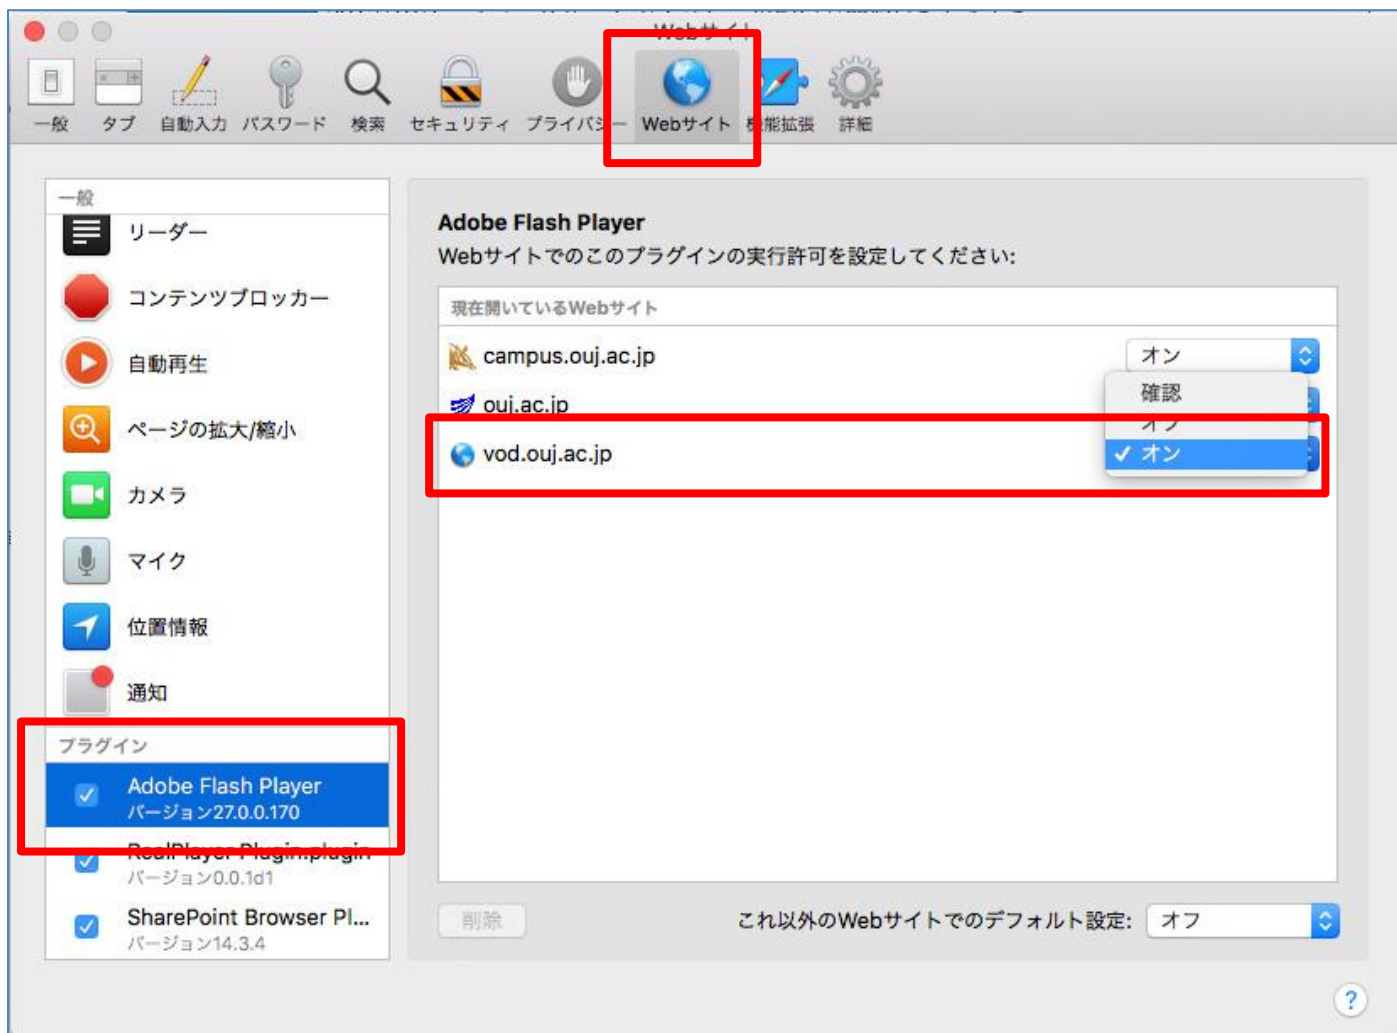 Webサイト
一般
タブ
自動入力
パスワード
検索
セキュリティ
プライバシー
Webサイト
機能拡張
詳細
一般
リーダー
コンテンツブロッカー
自動再生
ページの拡大/縮小
カメラ
マイク
位置情報
通知
プラグイン
Adobe Flash Player
バージョン27.0.0.170
RealPlayer Plugin.plugin
バージョン0.0.1d1
SharePoint Browser Pl...
バージョン14.3.4
Adobe Flash Player
Webサイトでのこのプラグインの実行許可を設定してください:
現在開いているWebサイト
campus.ouj.ac.jp
オン
ouj.ac.jp
確認
オフ
vod.ouj.ac.jp
✓ オン
削除
これ以外のWebサイトでのデフォルト設定:
オフ
?